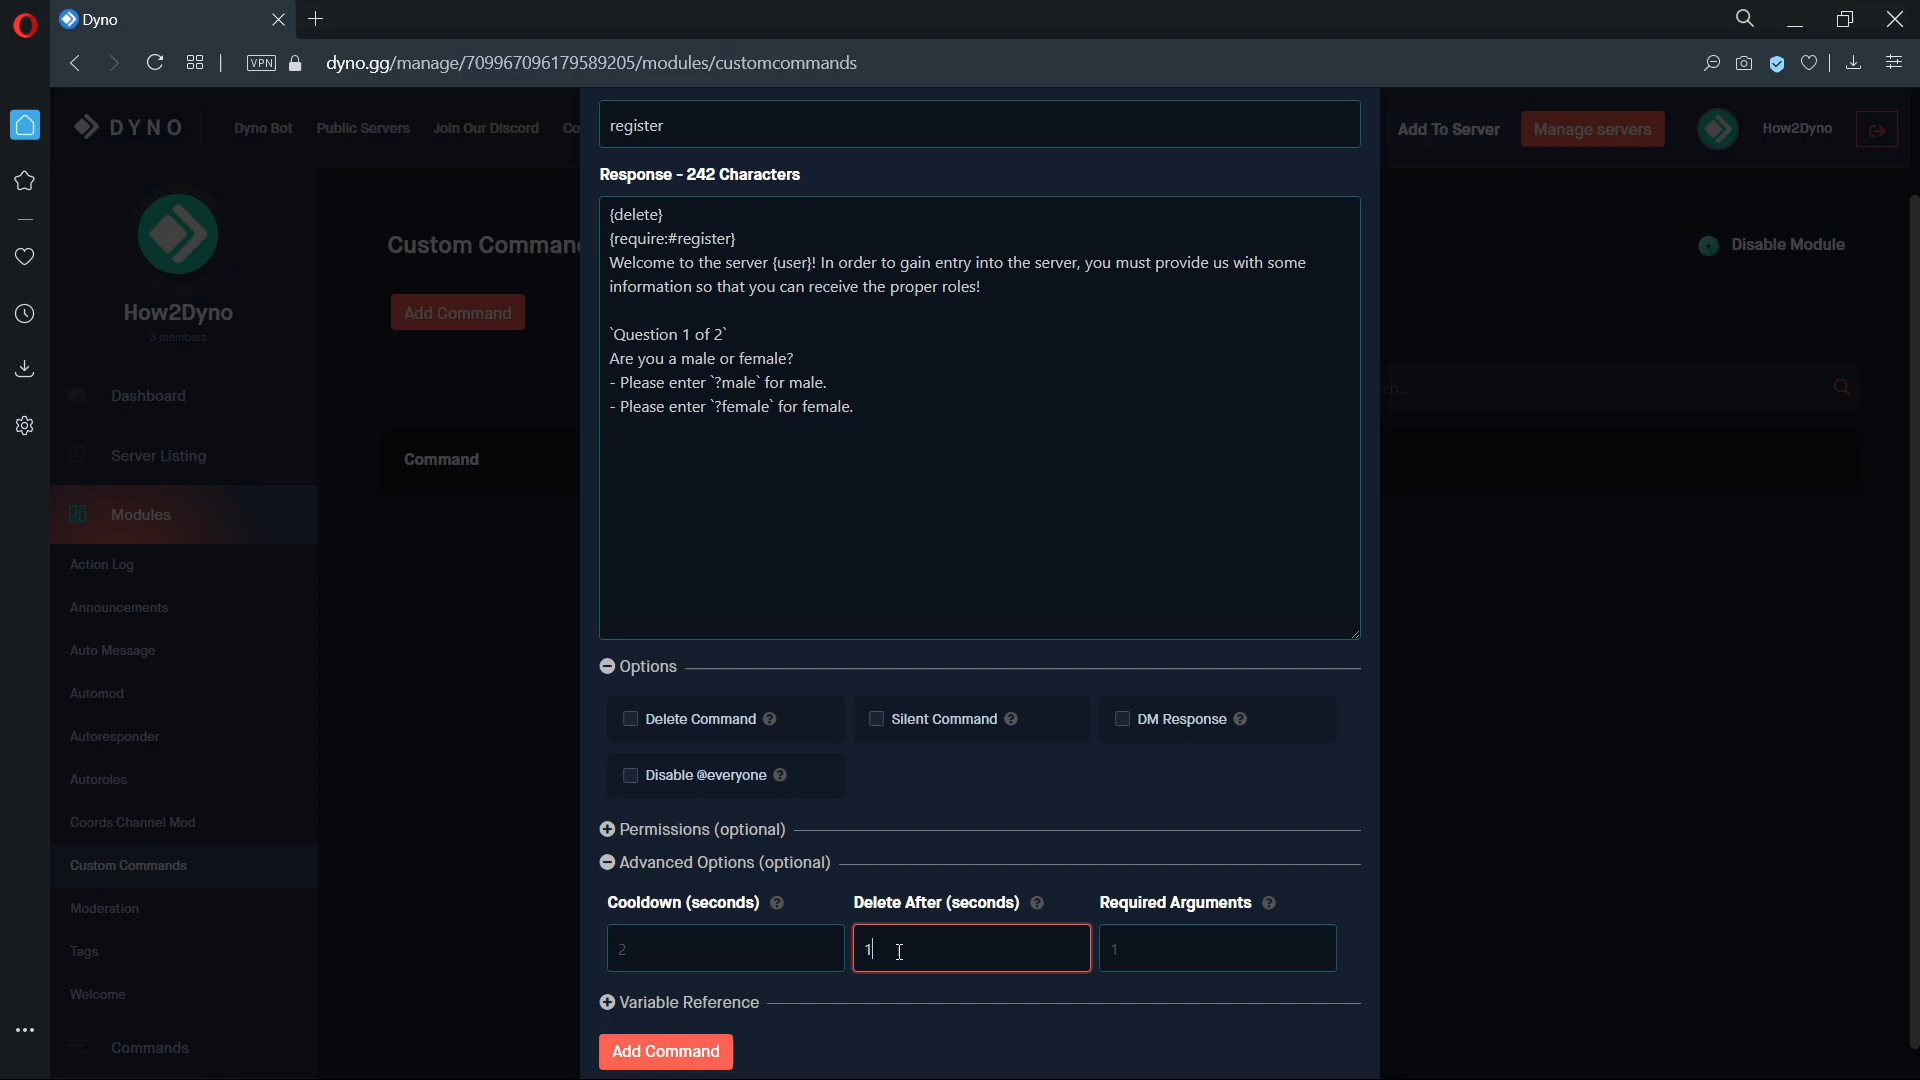 Dyno
VPN
dyno.gg/manage/709967096179589205/modules/customcommands
DYNO
Dyno Bot
Public Servers
Join Our Discord
Co
Add To Server
Manage servers
How2Dyno
register
Response - 242 Characters
{delete}
{require:#register}
Welcome to the server {user}! In order to gain entry into the server, you must provide us with some
information so that you can receive the proper roles!
`Question 1 of 2`
Are you a male or female?
- Please enter `?male` for male.
- Please enter `?female` for female.
Custom Comman
Disable Module
Add Command
How2Dyno
3 members
Dashboard
Server Listing
Command
Modules
Action Log
Announcements
Auto Message
Automod
Autoresponder
Autoroles
Coords Channel Mod
Custom Commands
Moderation
Tags
Welcome
Commands
Options
Delete Command
Silent Command
DM Response
Disable @everyone
Permissions (optional)
Advanced Options (optional)
Cooldown (seconds)
Delete After (seconds)
Required Arguments
2
1
1
Variable Reference
Add Command